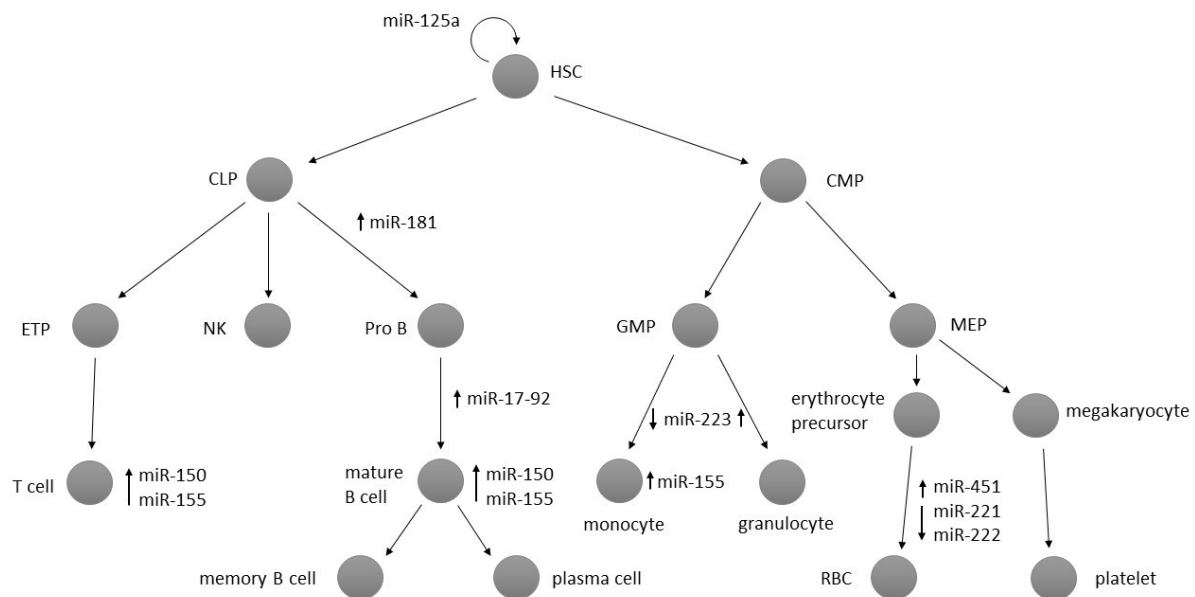 miR-125a
HSC
CLP
CMP
miR-181
ETP
NK
Pro B
GMP
MEP
miR-17-92
miR-223
erythrocyte
precursor
megakaryocyte
T cell
miR-150
miR-155
mature
B cell
miR-150
miR-155
monocyte
miR-155
granulocyte
miR-451
miR-221
miR-222
memory B cell
plasma cell
RBC
platelet